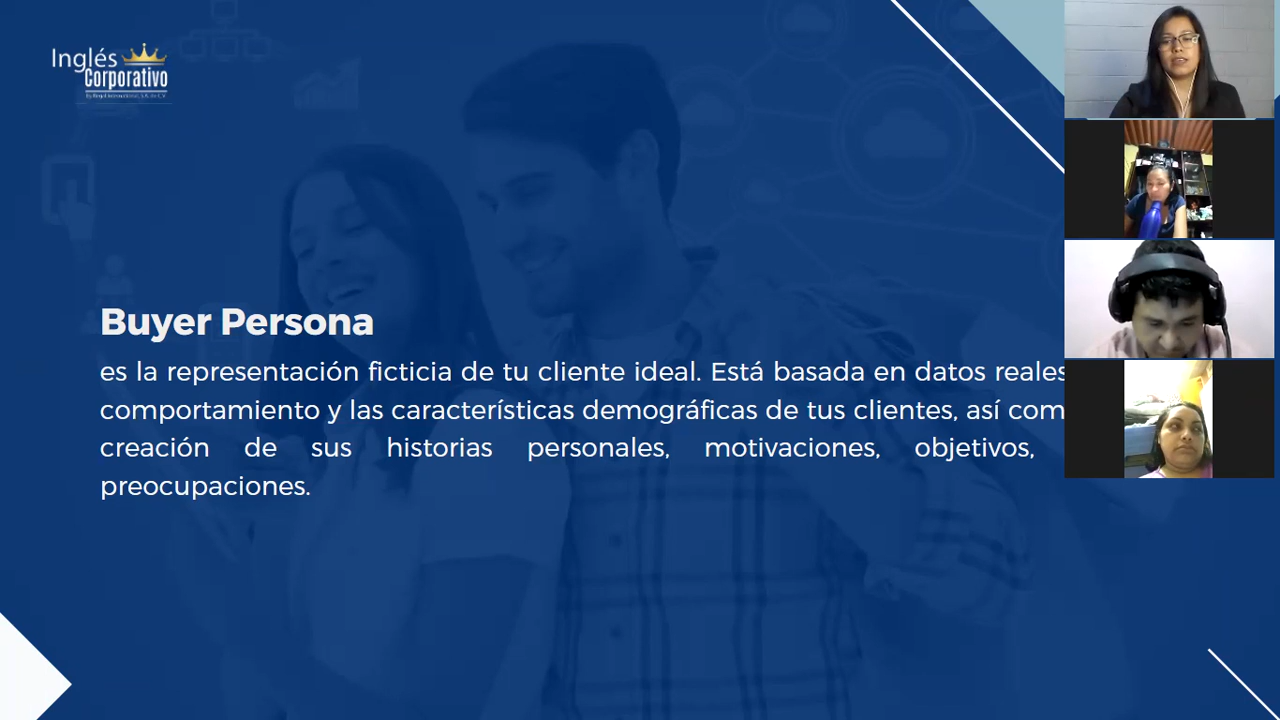 Inglés
Corporativo
Buyer Persona
es la representación ficticia de tu cliente ideal. Está basada en datos reales
comportamiento y las características demográficas de tus clientes, así com
creación de sus historias personales, motivaciones, objetivos,
preocupaciones.